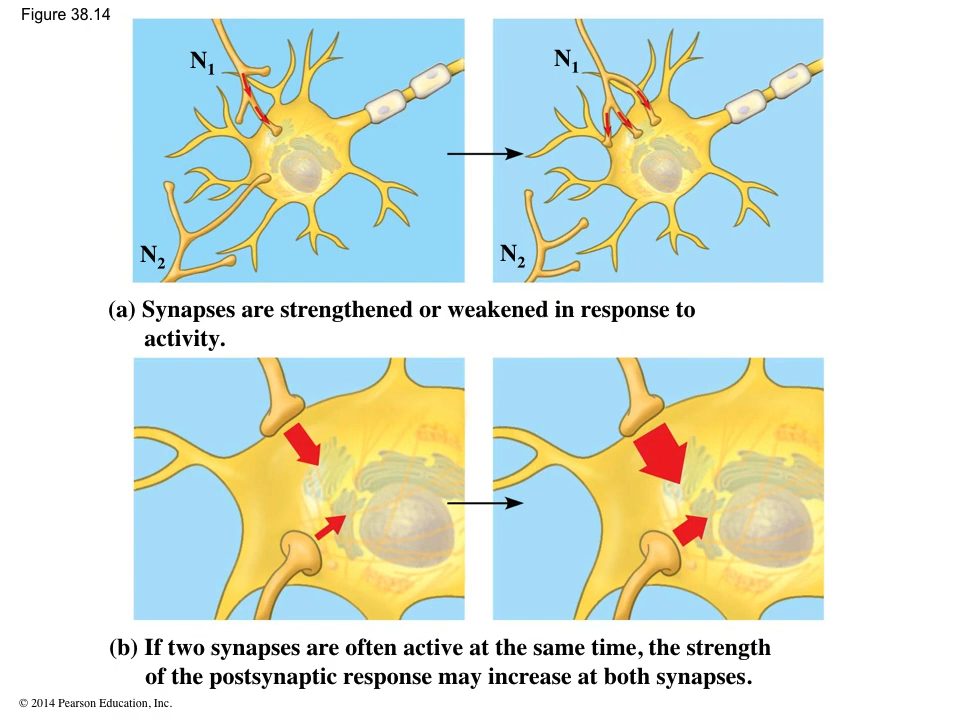 Figure 38.14
N1
N1
N2
N2
(a) Synapses are strengthened or weakened in response to
activity.
(b) If two synapses are often active at the same time, the strength
of the postsynaptic response may increase at both synapses.
© 2014 Pearson Education, Inc.